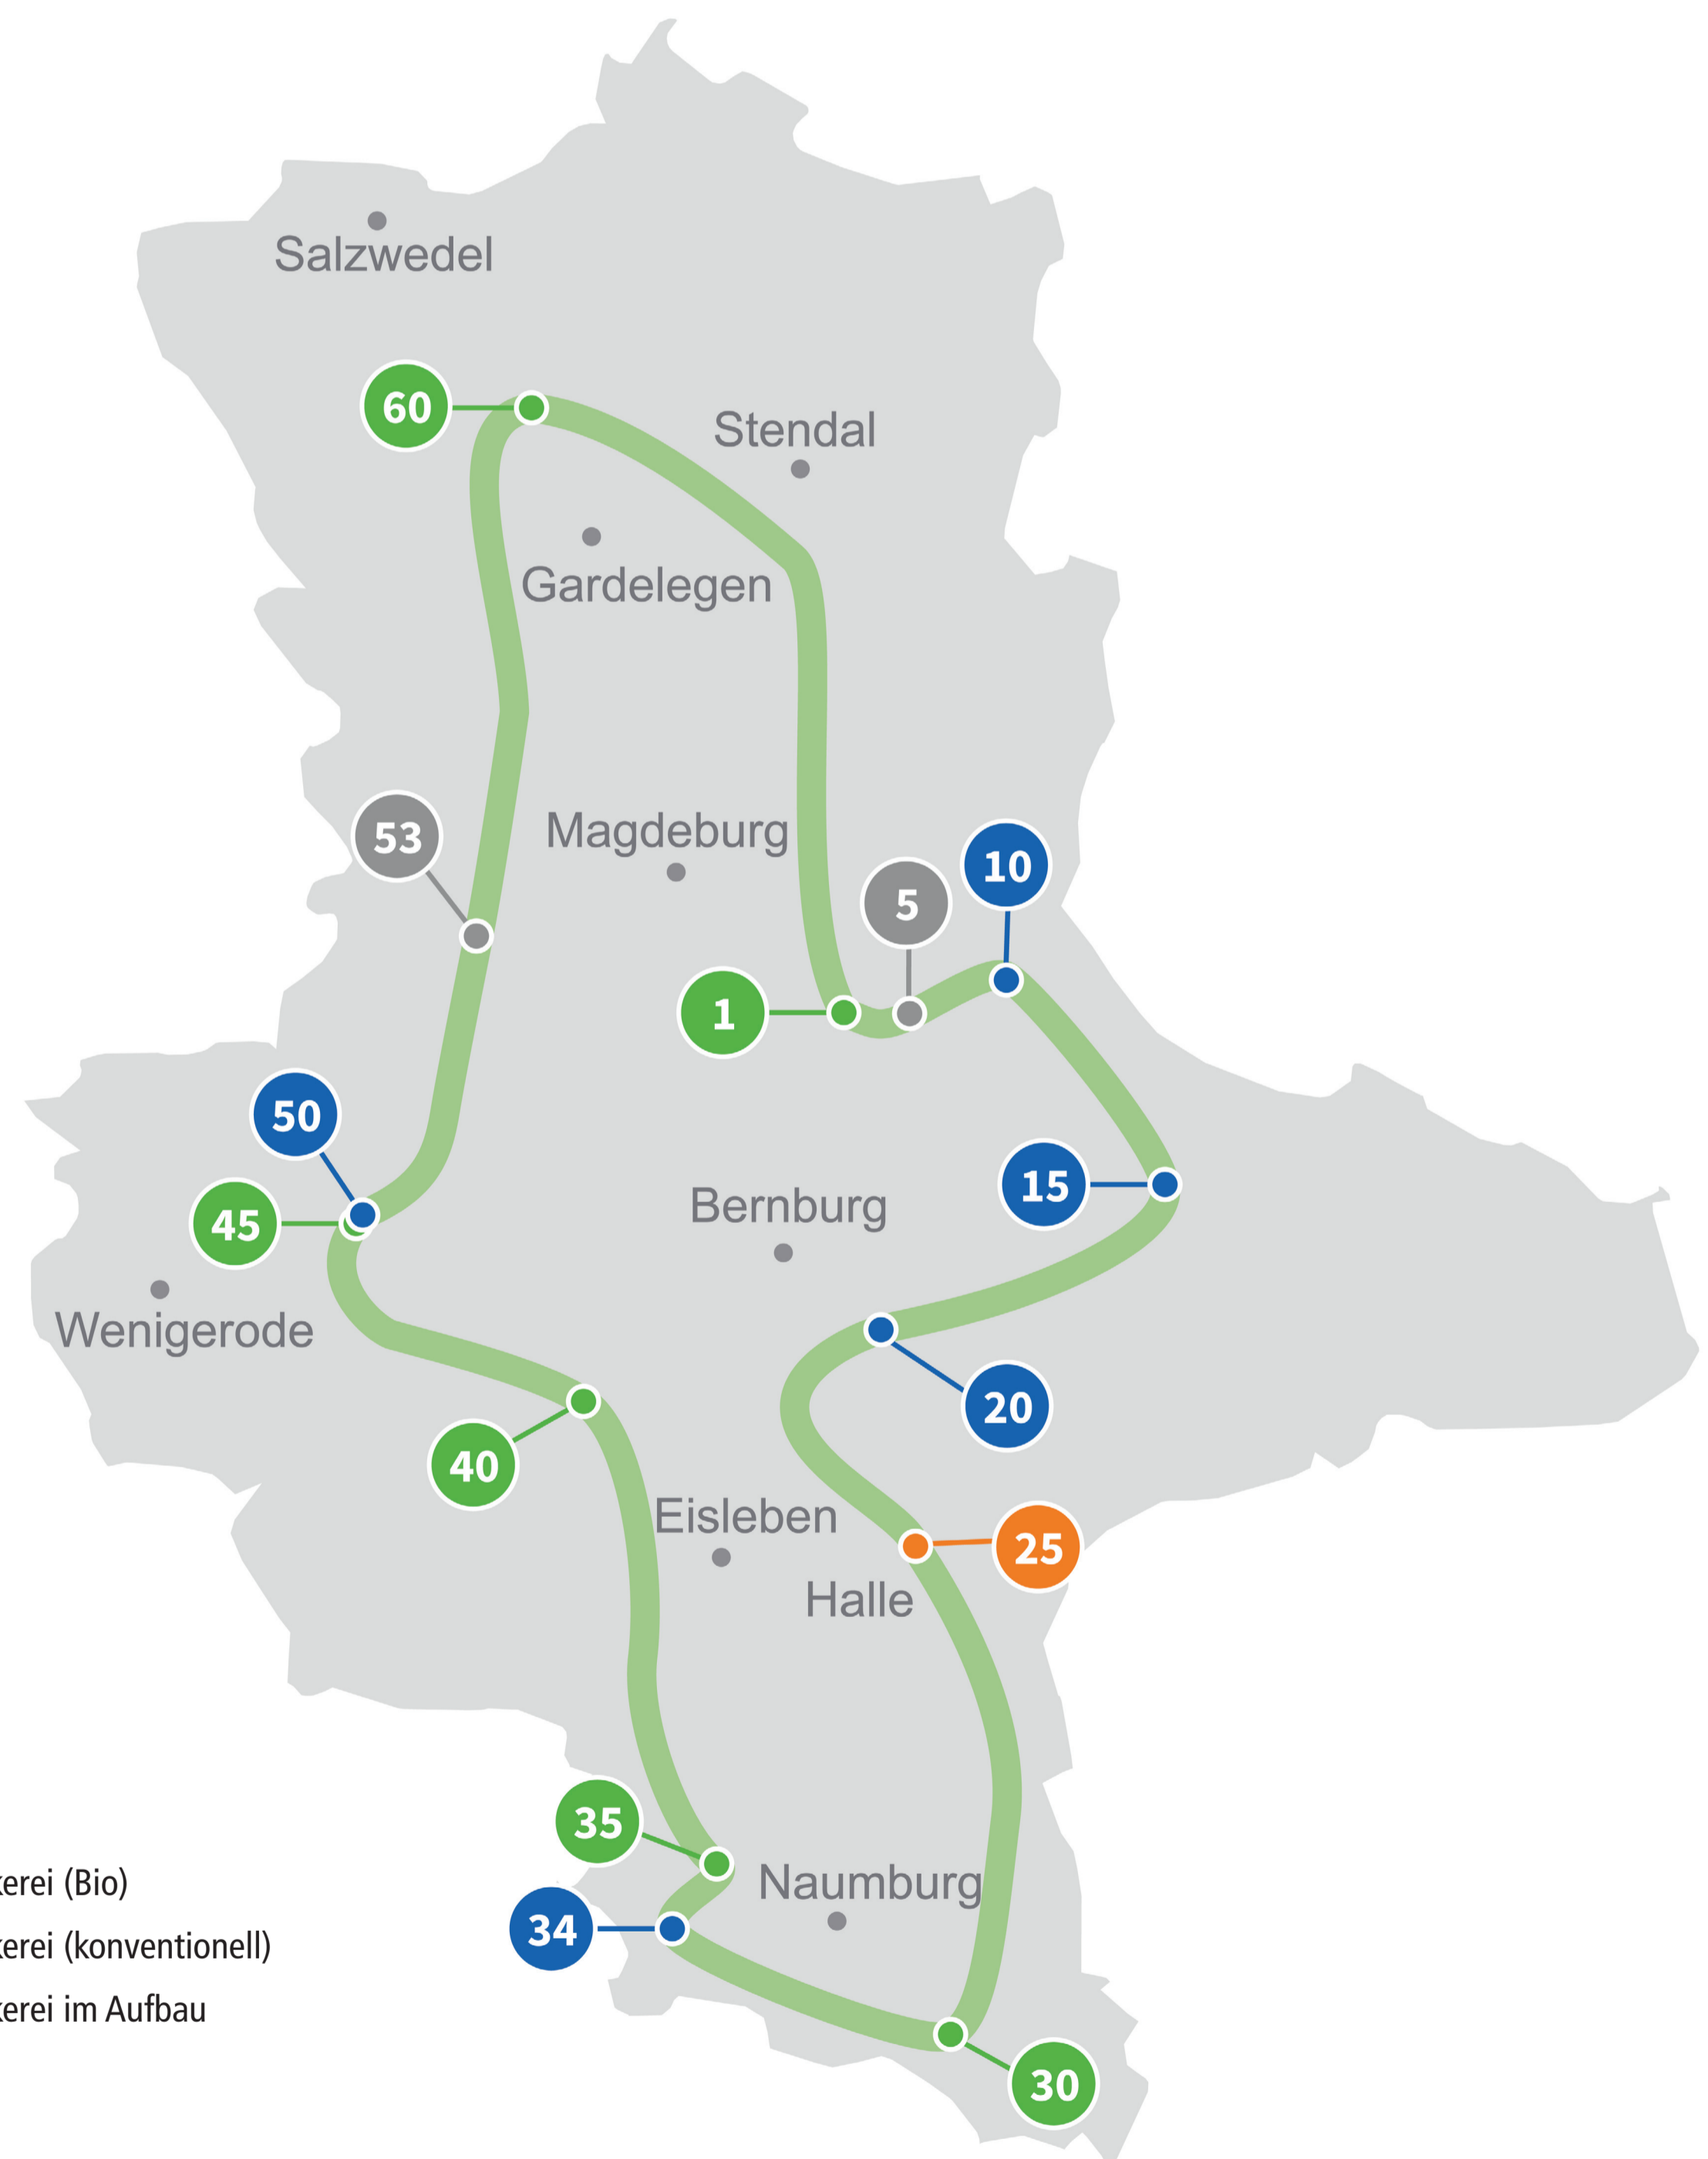 Salzwedel
60
Stendal
Gardelegen
53
Magdeburg
10
5
1
50
15
45
Bernburg
Wenigerode
20
40
Eisleben
25
Halle
35
Naumburg
erei (Bio)
34
erei (konventionell)
erei im Aufbau
30